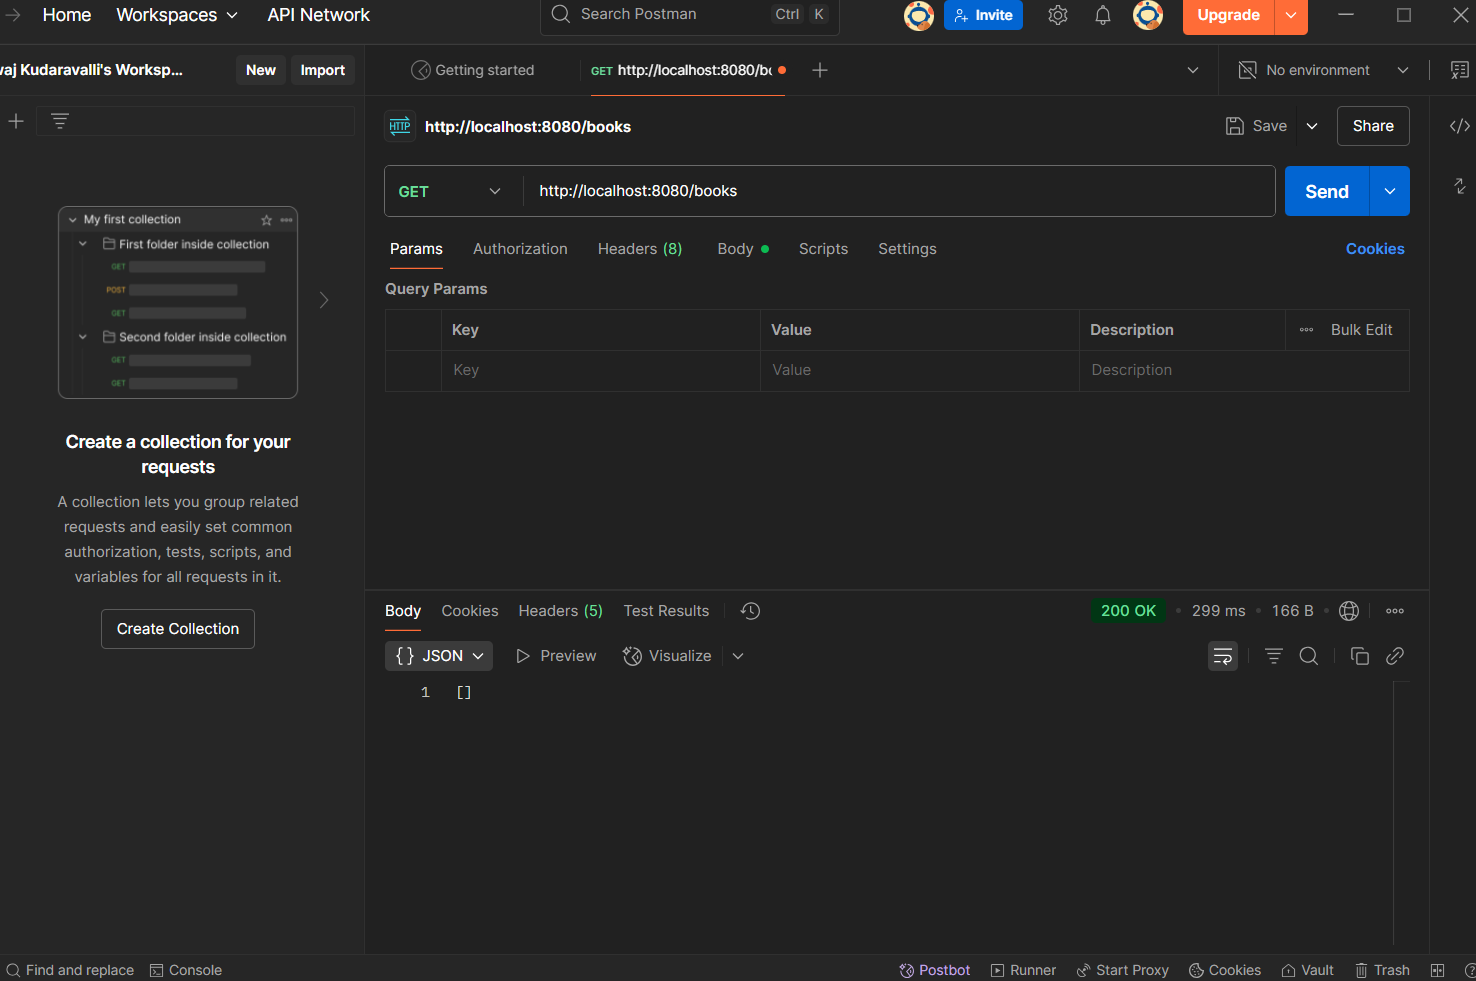 Home Workspaces API Network Search Postman Ctrl K Invite Upgrade
vaj Kudaravalli's Worksp... New Import Getting started GET http://localhost:8080/bo No environment
HTTP http://localhost:8080/books Save Share
GET http://localhost:8080/books Send
Params Authorization Headers (8) Body Scripts Settings Cookies
Query Params
Key Value Description Bulk Edit
Key Value Description
My first collection
First folder inside collection
GET
POST
GET
Second folder inside collection
GET
GET
Create a collection for your
requests
A collection lets you group related
requests and easily set common
authorization, tests, scripts, and
variables for all requests in it.
Create Collection
Body Cookies Headers (5) Test Results 200 OK • 299 ms • 166 B
{} JSON Preview Visualize
1 []
Find and replace Console Postbot Runner Start Proxy Cookies Vault Trash